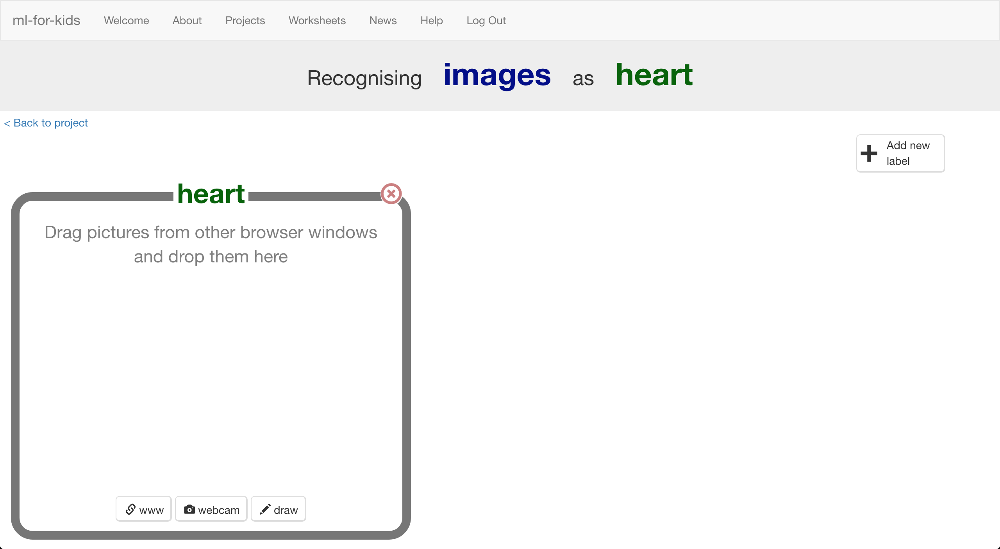 ml-for-kids Welcome About Projects Worksheets News Help Log Out
Recognising images as heart
< Back to project
Add new
label
heart
Drag pictures from other browser windows
and drop them here
www webcam draw